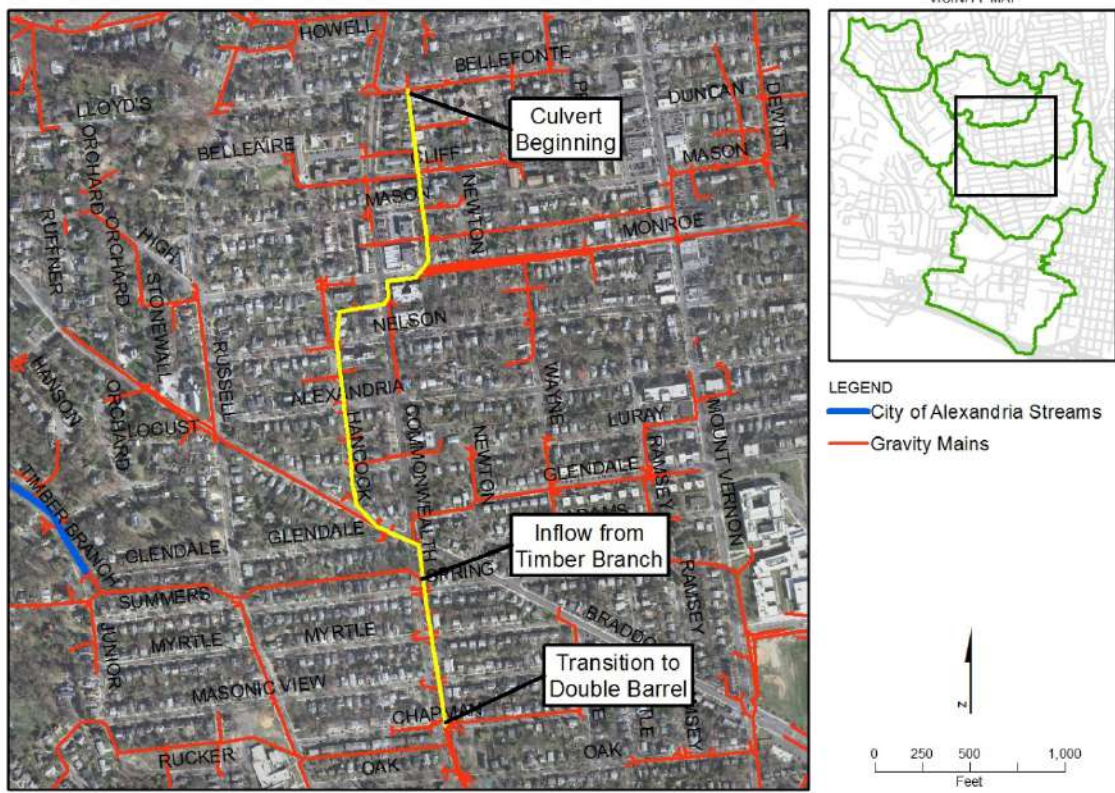 VICINITY MAP
HOWELL
BELLEFONTE
LLOYD'S
DUNCAN
DEWITT
Culvert
Beginning
ORCHARD
BELLEAIRE
CLIFF
MASON
MASON
NEWTON
RUFFNER
ORCHARD
HIGH
MONROE
STONEWALL
NELSON
RUSSELL
HANSON
ORCHARD
ALEXANDRIA
WAYNE
LURAY
MOUNT VERNON
LOCUST
HANCOCK
COMMONWEALTH
NEWTON
GLENDALE
RAMSEY
TIMBER BRANCH
GLENDALE
GLENDALE
Inflow from
Timber Branch
SPRING
SUMMERS
RAMSEY
JUNIOR
MYRTLE
MYRTLE
MASONIC VIEW
Transition to
Double Barrel
CHAPMAN
RUCKER
OAK
OAK
LEGEND
City of Alexandria Streams
Gravity Mains
N
0 250 500 1,000
Feet